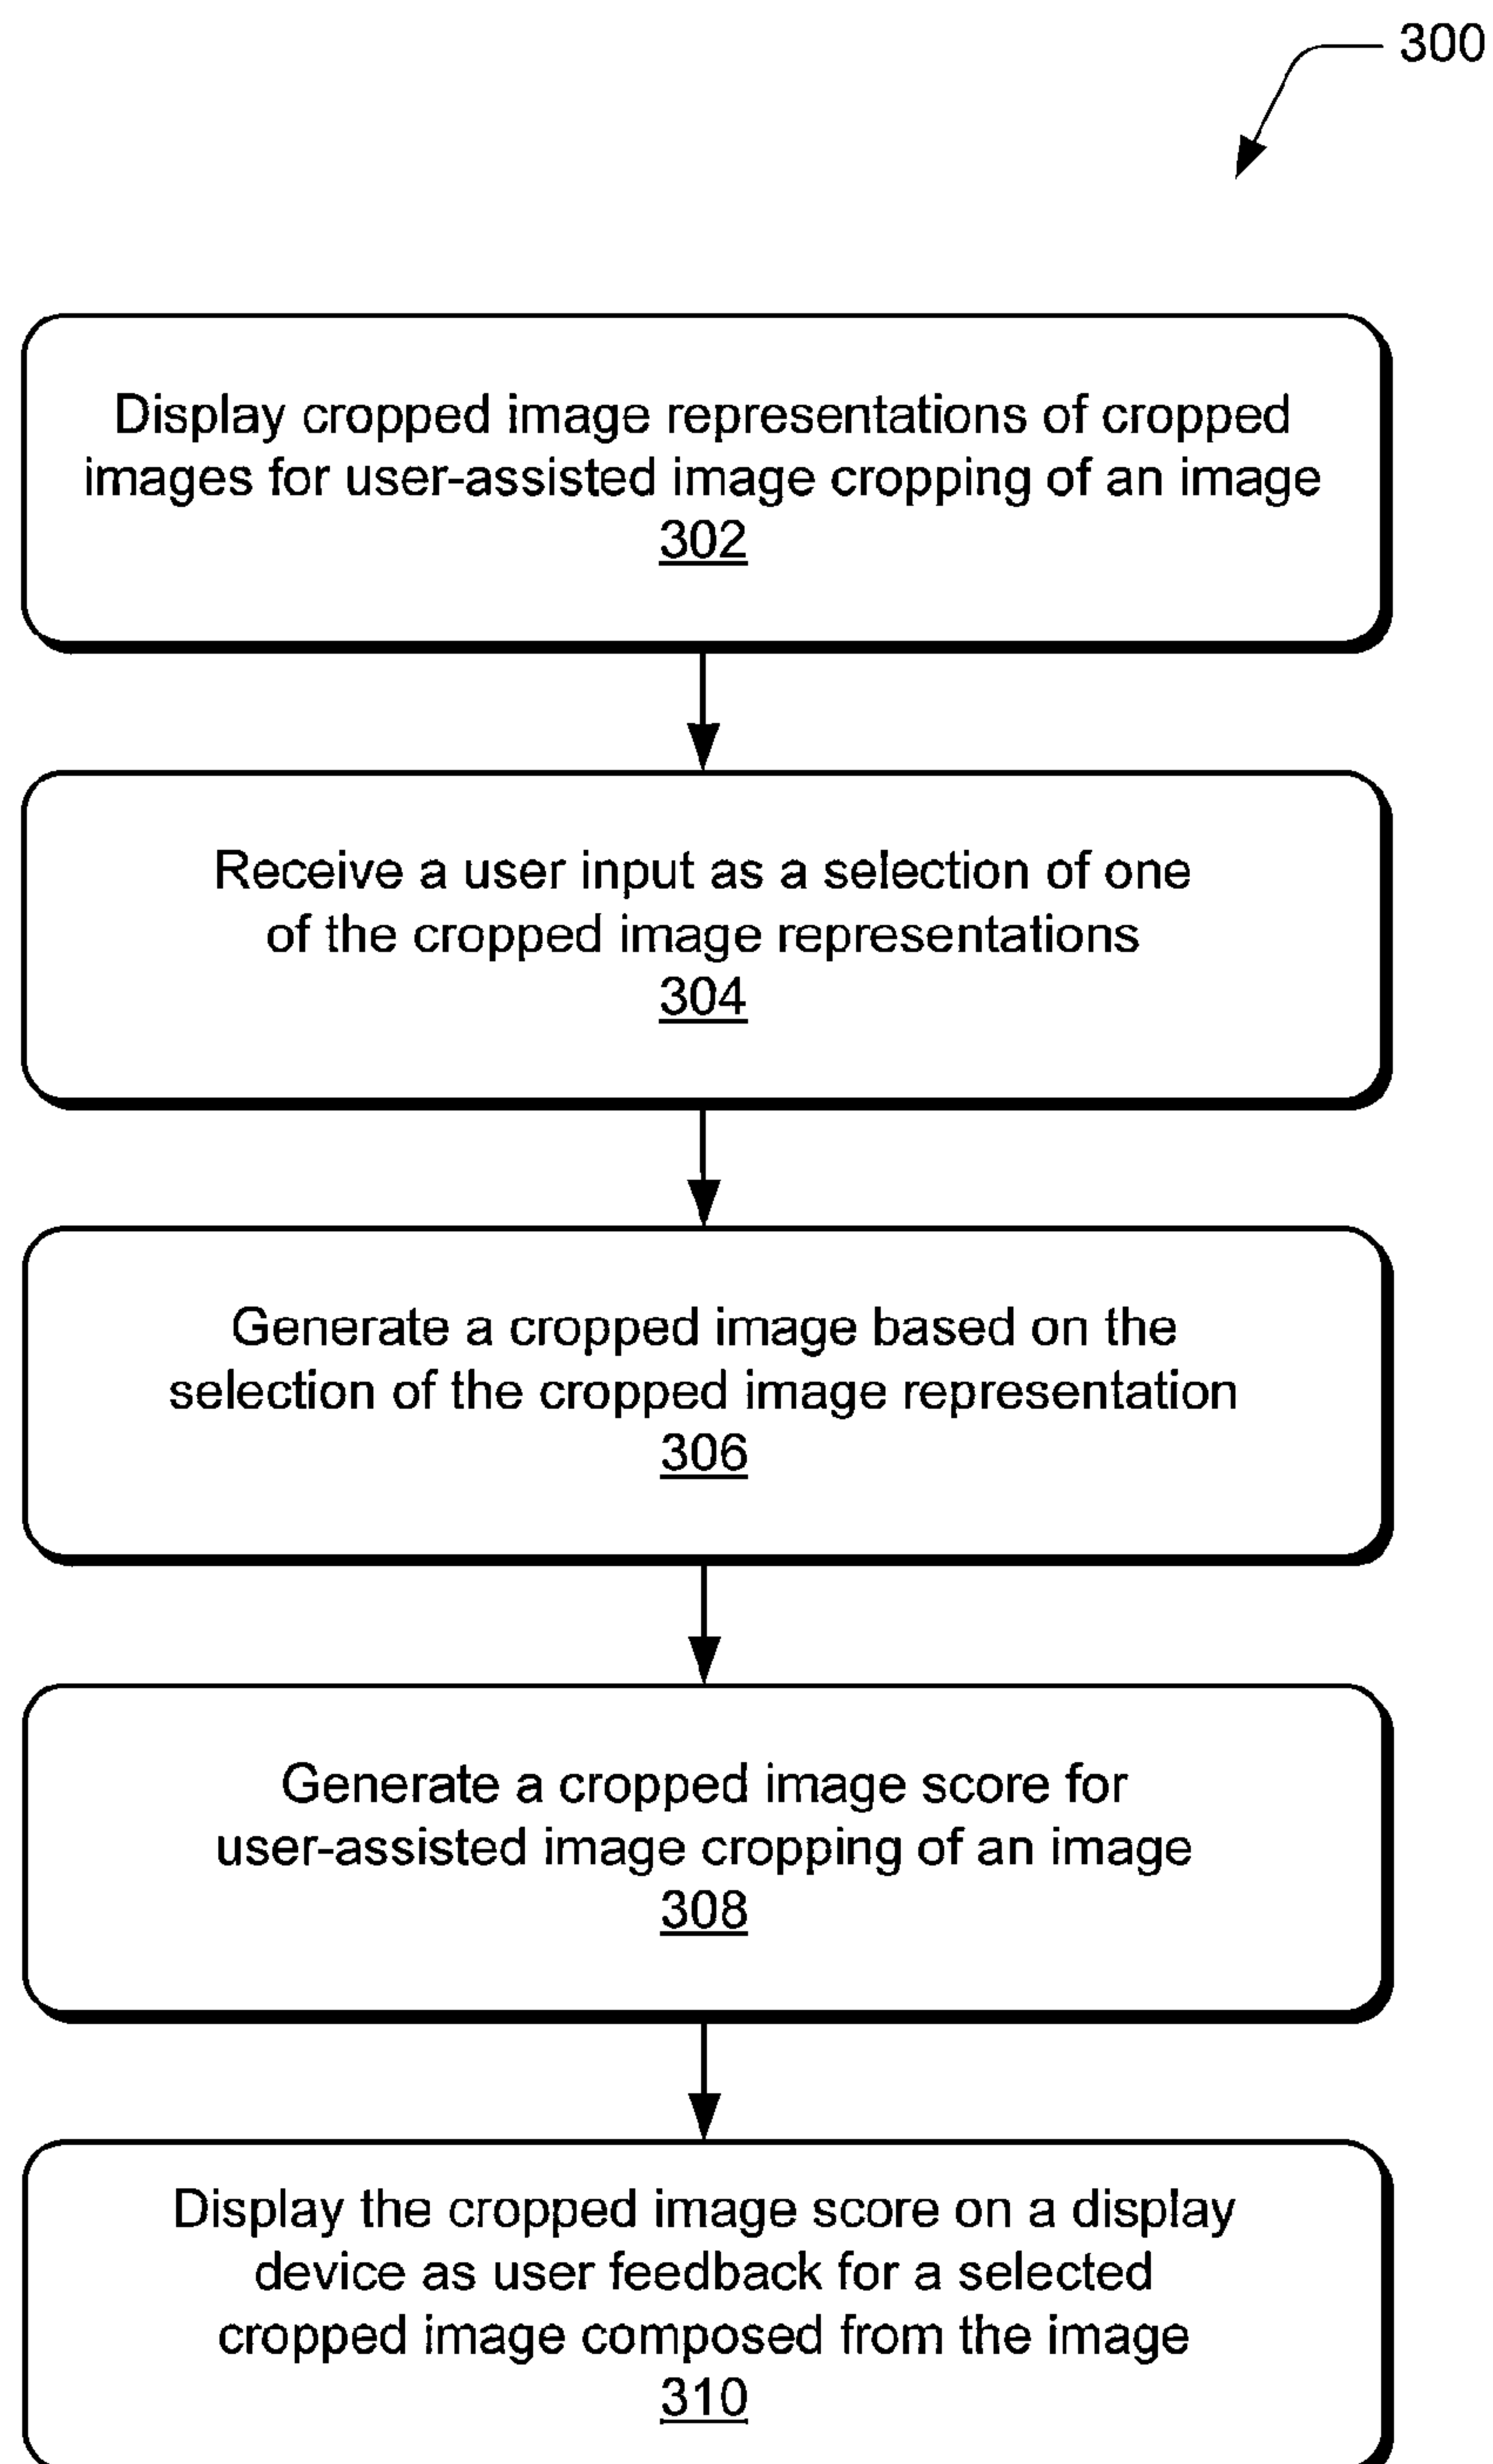 300
Display cropped image representations of cropped
images for user-assisted image cropping of an image
302
Receive a user input as a selection of one
of the cropped image representations
304
Generate a cropped image based on the
selection of the cropped image representation
306
Generate a cropped image score for
user-assisted image cropping of an image
308
Display the cropped image score on a display
device as user feedback for a selected
cropped image composed from the image
310